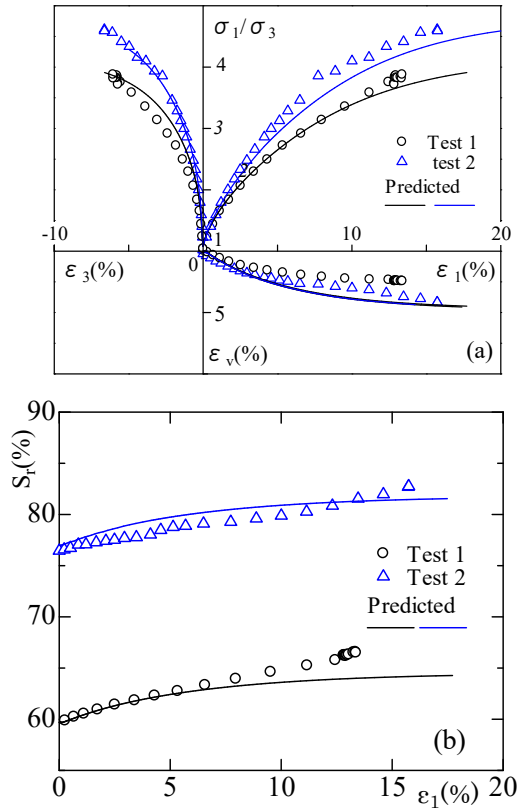 σ1/σ3
4
3
2
Test 1
test 2
Predicted
-10
0
1
10
20
ε3(%)
ε1(%)
5
εv(%)
(a)
90
80
70
60
Sr(%)
Test 1
Test 2
Predicted
(b)
0
5
10
15
20
ε1(%)